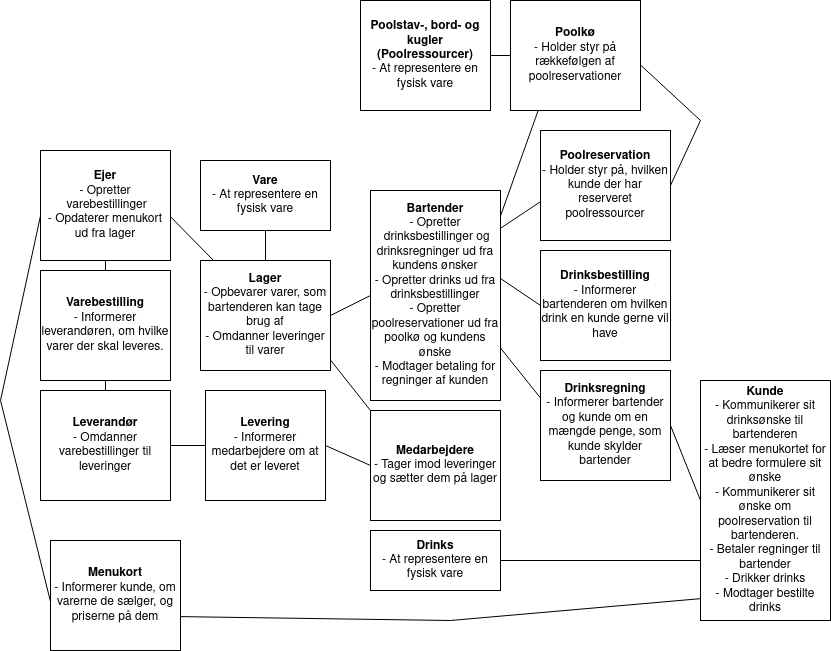 Poolstav-, bord- og
kugler
(Poolressourcer)
- At representere en
fysisk vare
Poolkø
- Holder styr på
rækkefølgen af
poolreservationer
Ejer
- Opretter
varebestillinger
- Opdaterer menukort
ud fra lager
Vare
- At representere en
fysisk vare
Poolreservation
- Holder styr på, hvilken
kunde der har
reserveret
poolressourcer
Bartender
- Opretter
drinksbestillinger og
drinksregninger ud fra
kundens ønsker
- Opretter drinks ud fra
drinksbestillinger
- Opretter
poolreservationer ud fra
poolkø og kundens
ønske
- Modtager betaling for
regninger af kunden
Varebestilling
- Informerer
leverandøren, om hvilke
varer der skal leveres.
Lager
- Opbevarer varer, som
bartenderen kan tage
brug af
- Omdanner leveringer
til varer
Drinksbestilling
- Informerer
bartenderen om hvilken
drink en kunde gerne vil
have
Leverandør
- Omdanner
varebestillinger til
leveringer
Levering
- Informerer
medarbejdere om at
det er leveret
Medarbejdere
- Tager imod leveringer
og sætter dem på lager
Drinksregning
- Informerer bartender
og kunde om en
mængde penge, som
kunde skylder
bartender
Kunde
- Kommunikerer sit
drinksønske til
bartenderen
- Læser menukortet for
at bedre formulere sit
ønske
- Kommunikerer sit
ønske om
poolreservation til
bartenderen.
- Betaler regninger til
bartender
- Drikker drinks
- Modtager bestilte
drinks
Drinks
- At representere en
fysisk vare
Menukort
- Informerer kunde, om
varerne de sælger, og
priserne på dem